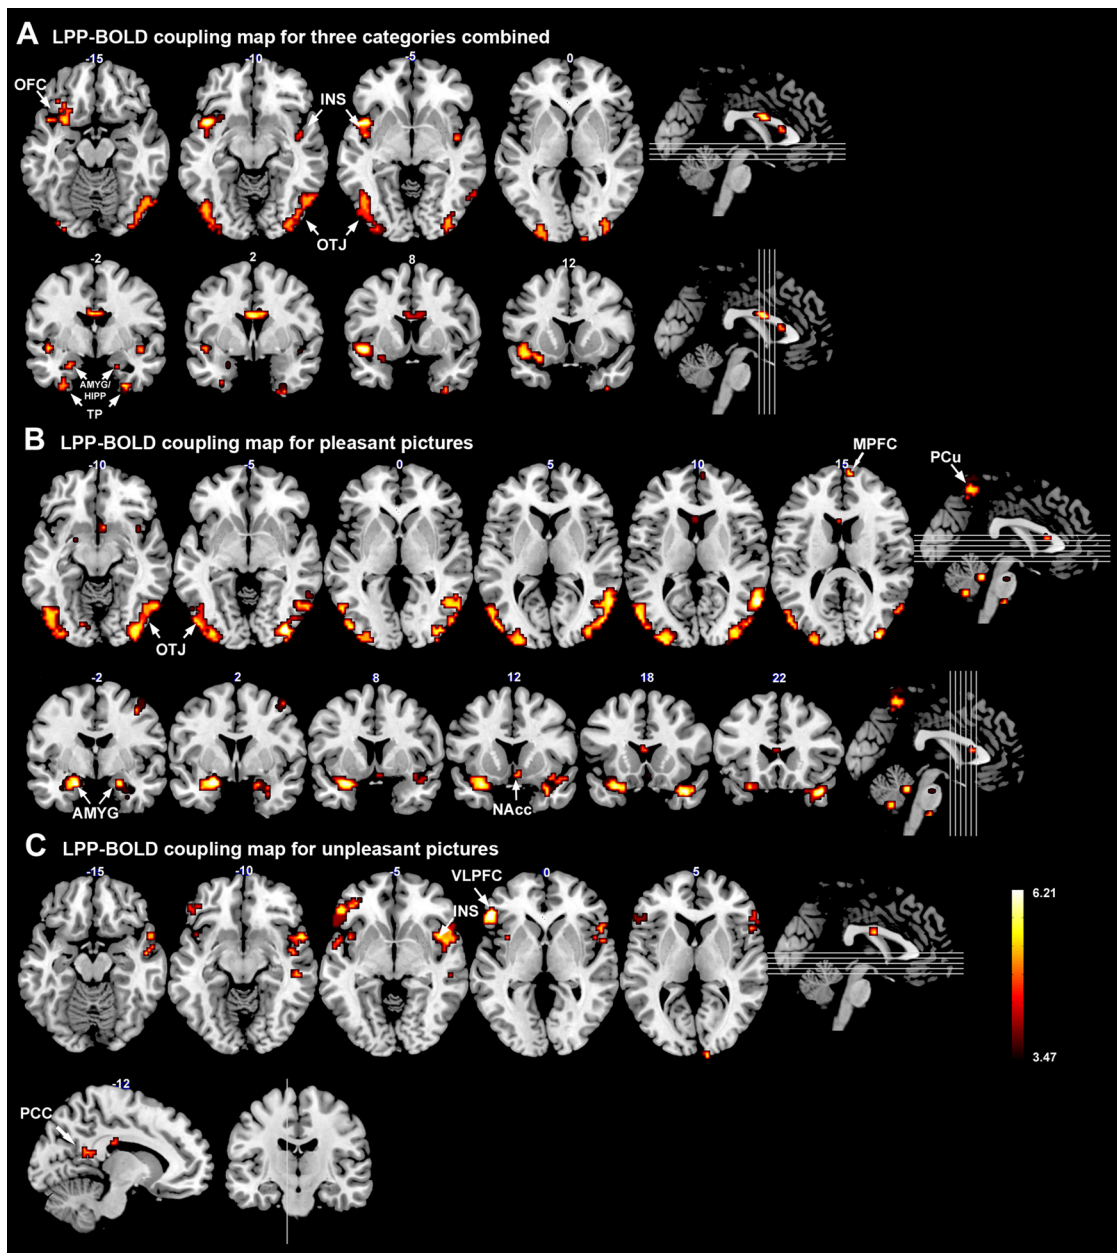 A LPP-BOLD coupling map for three categories combined
-15 -10 -5 0
OFC
INS
OTJ
-2 2 8 12
AMYG/
HIPP
TP
B LPP-BOLD coupling map for pleasant pictures
MPFC
PCu
-10 -5 0 5 10 15
OTJ
-2 2 8 12 18 22
AMYG
NAcc
C LPP-BOLD coupling map for unpleasant pictures
-15 -10 -5 0 5
VLPFC
INS
6.21
3.47
-12
PCC